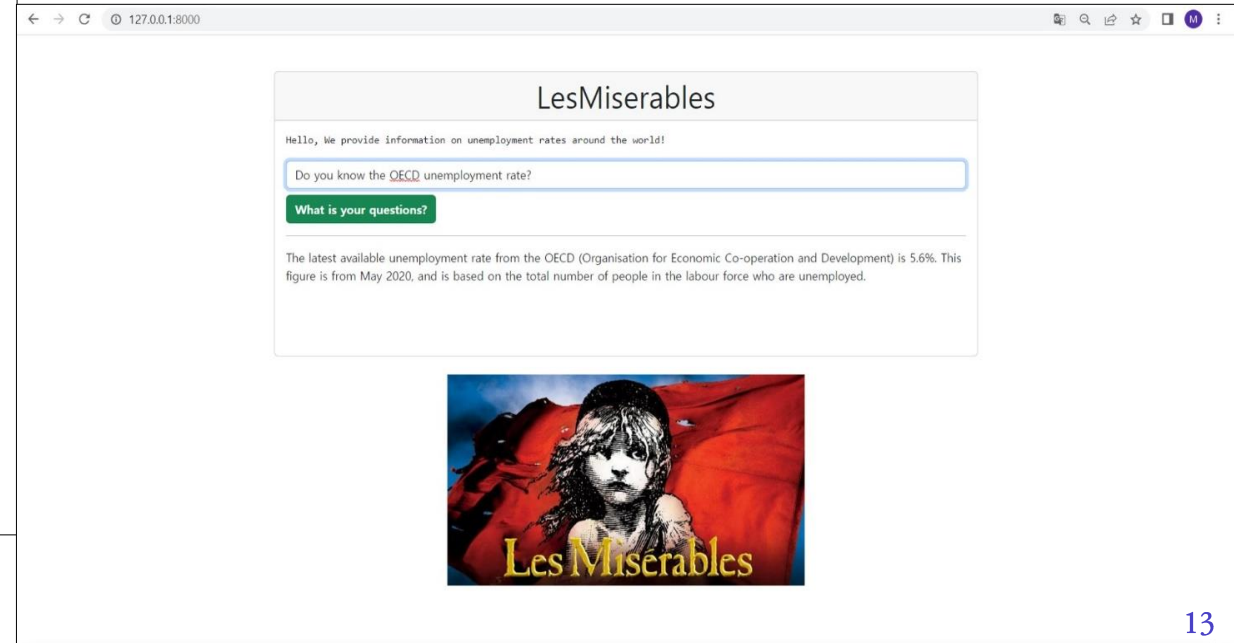 127.0.0.1:8000
M
LesMiserables
Hello, We provide information on unemployment rates around the world!
Do you know the OECD unemployment rate?
What is your questions?
The latest available unemployment rate from the OECD (Organisation for Economic Co-operation and Development) is 5.6%. This
figure is from May 2020, and is based on the total number of people in the labour force who are unemployed.
Les Misérables
13